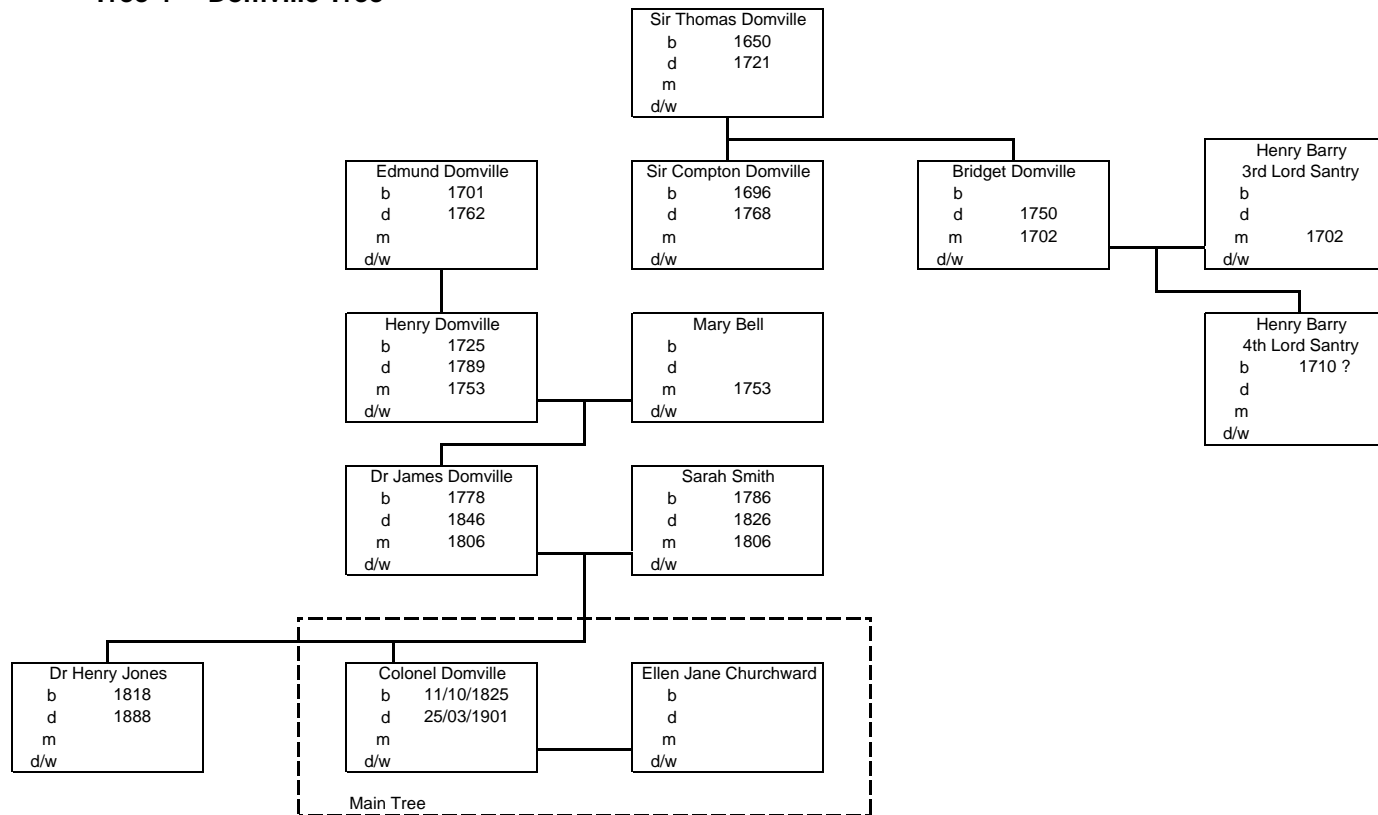 Tree Domville Tree
Sir Thomas Domville
b 1650
d 1721
m
d/w
Edmund Domville
b 1701
d 1762
m
d/w
Sir Compton Domville
b 1696
d 1768
m
d/w
Bridget Domville
b
d 1750
m 1702
d/w
Henry Barry
3rd Lord Santry
b
d
m 1702
d/w
Henry Domville
b 1725
d 1789
m 1753
d/w
Mary Bell
b
d
m 1753
d/w
Henry Barry
4th Lord Santry
b 1710 ?
d
m
d/w
Dr James Domville
b 1778
d 1846
m 1806
d/w
Sarah Smith
b 1786
d 1826
m 1806
d/w
Dr Henry Jones
b 1818
d 1888
m
d/w
Colonel Domville
b 11/10/1825
d 25/03/1901
m
d/w
Ellen Jane Churchward
b
d
m
d/w
Main Tree